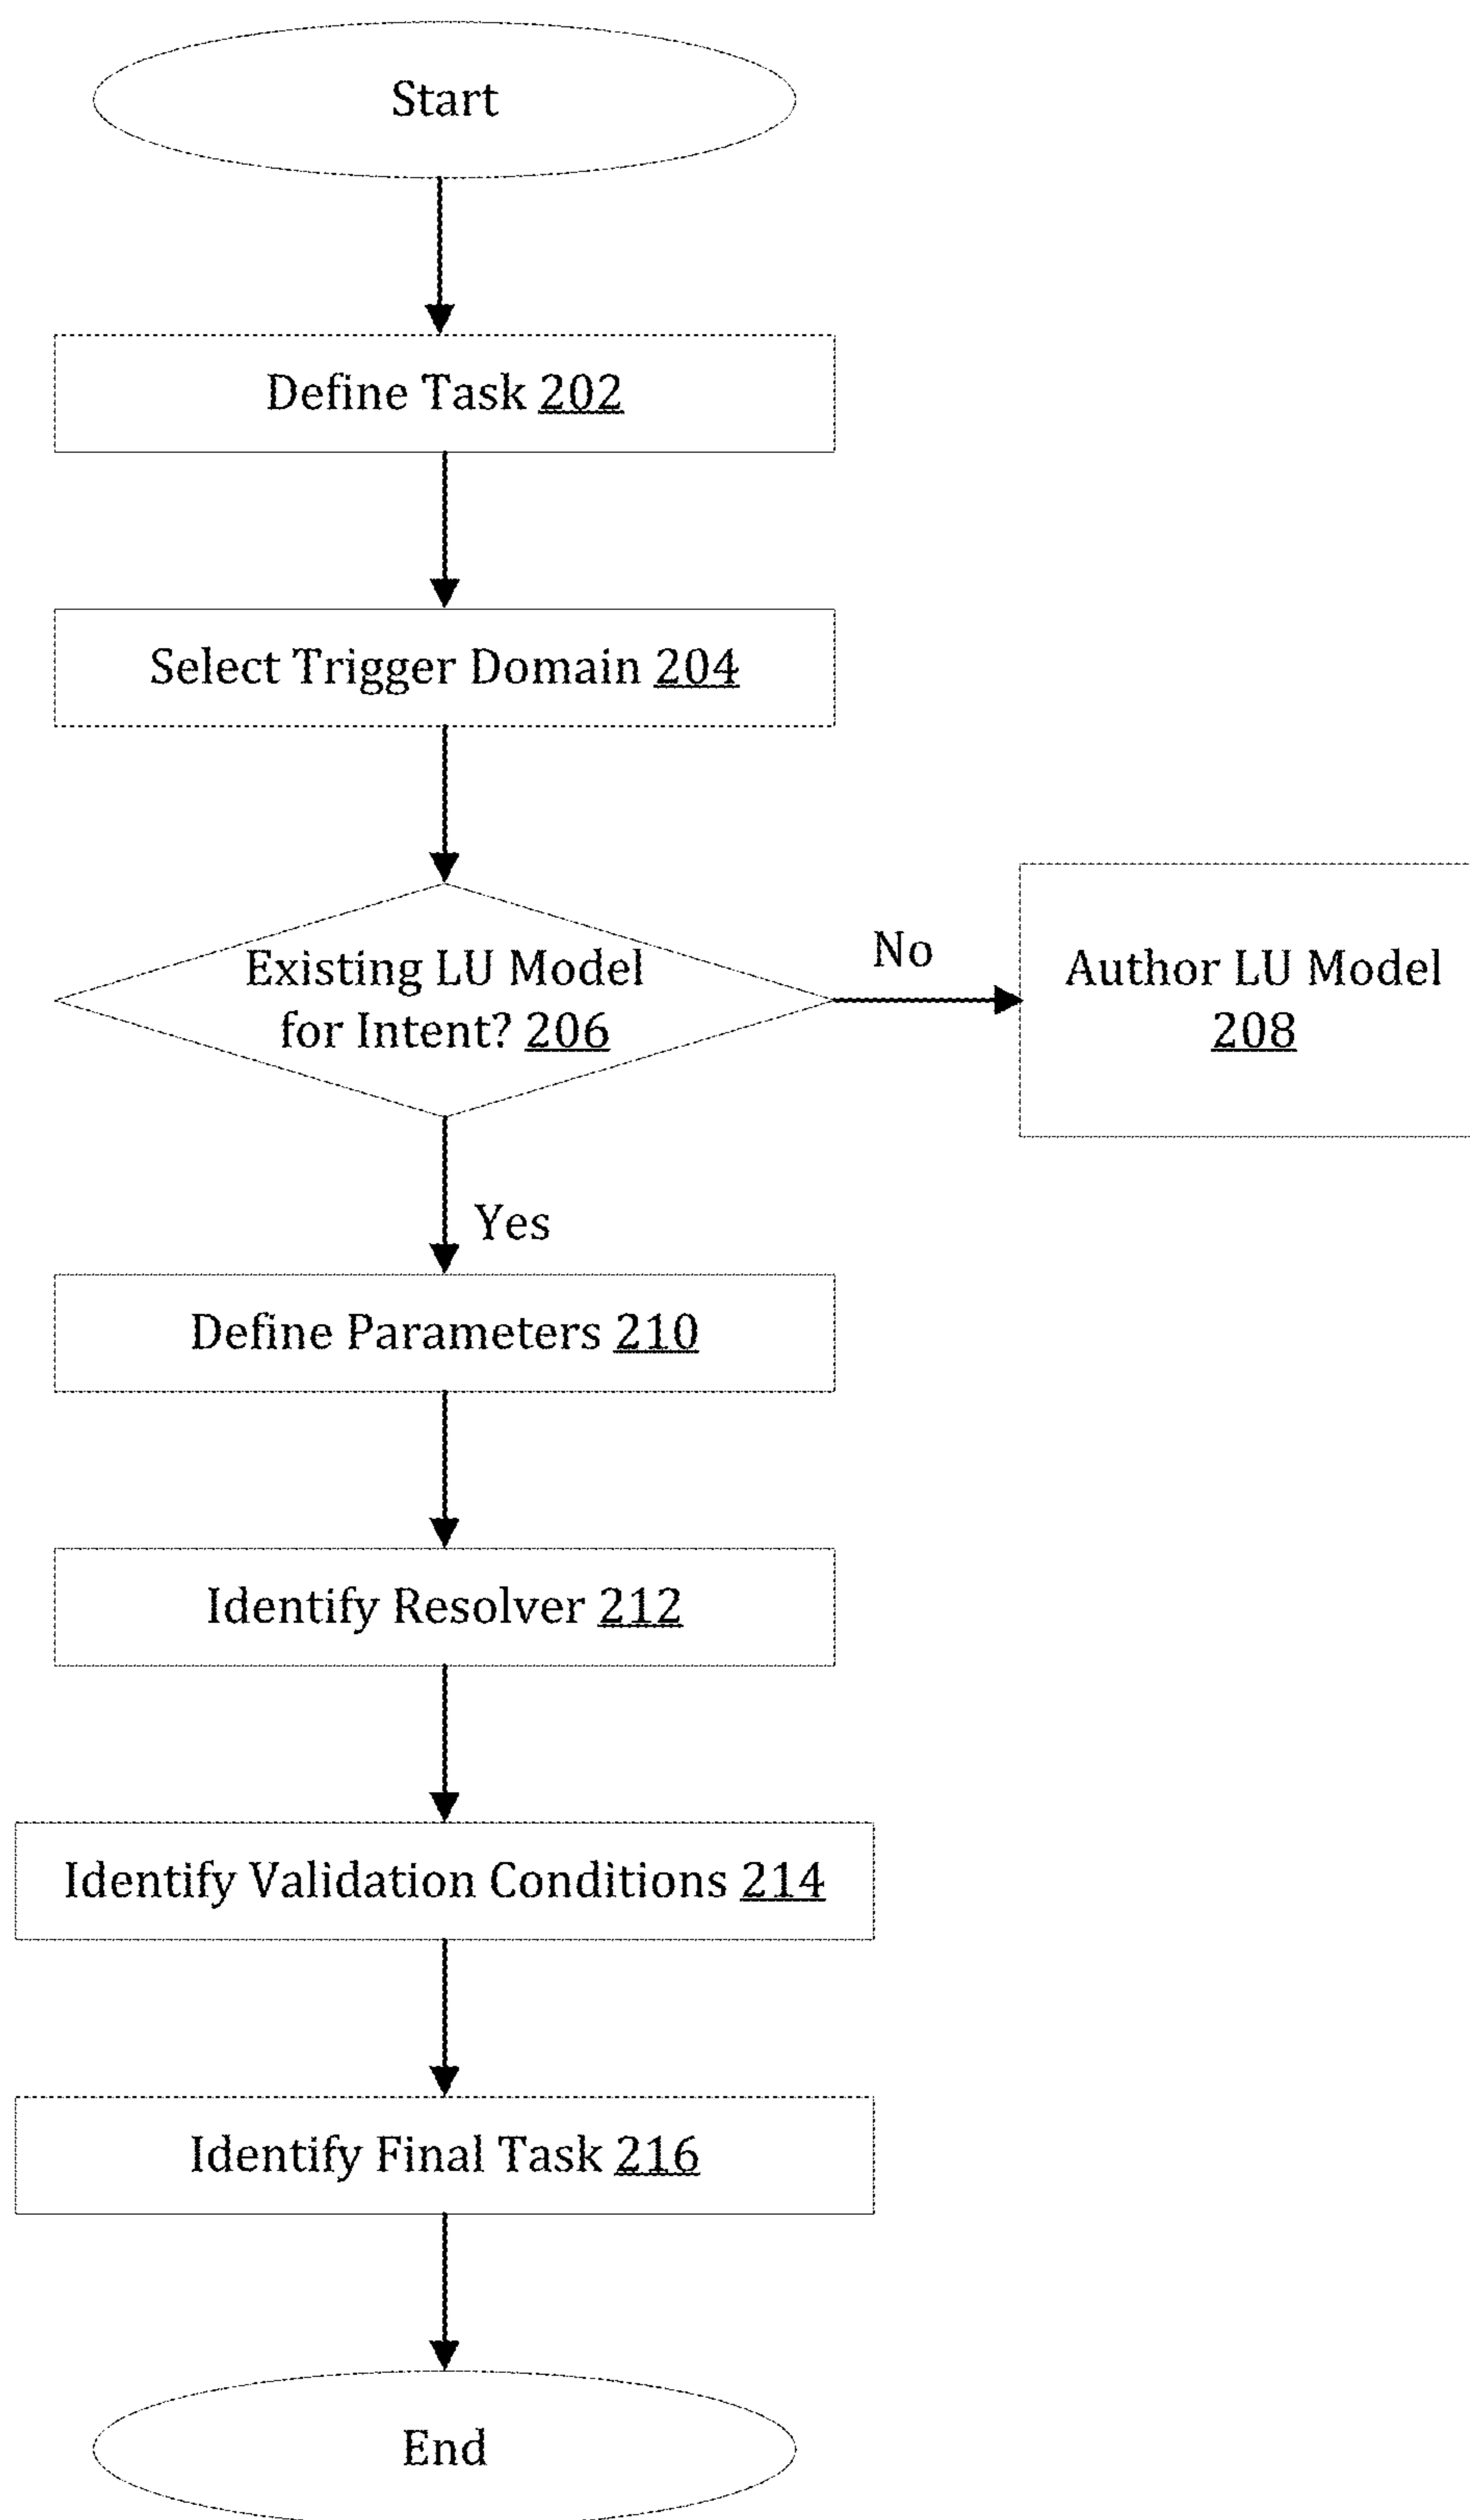 Start
Define Task 202
Select Trigger Domain 204
Existing LU Model
for Intent? 206
No
Author LU Model
208
Yes
Define Parameters 210
Identify Resolver 212
Identify Validation Conditions 214
Identify Final Task 216
End